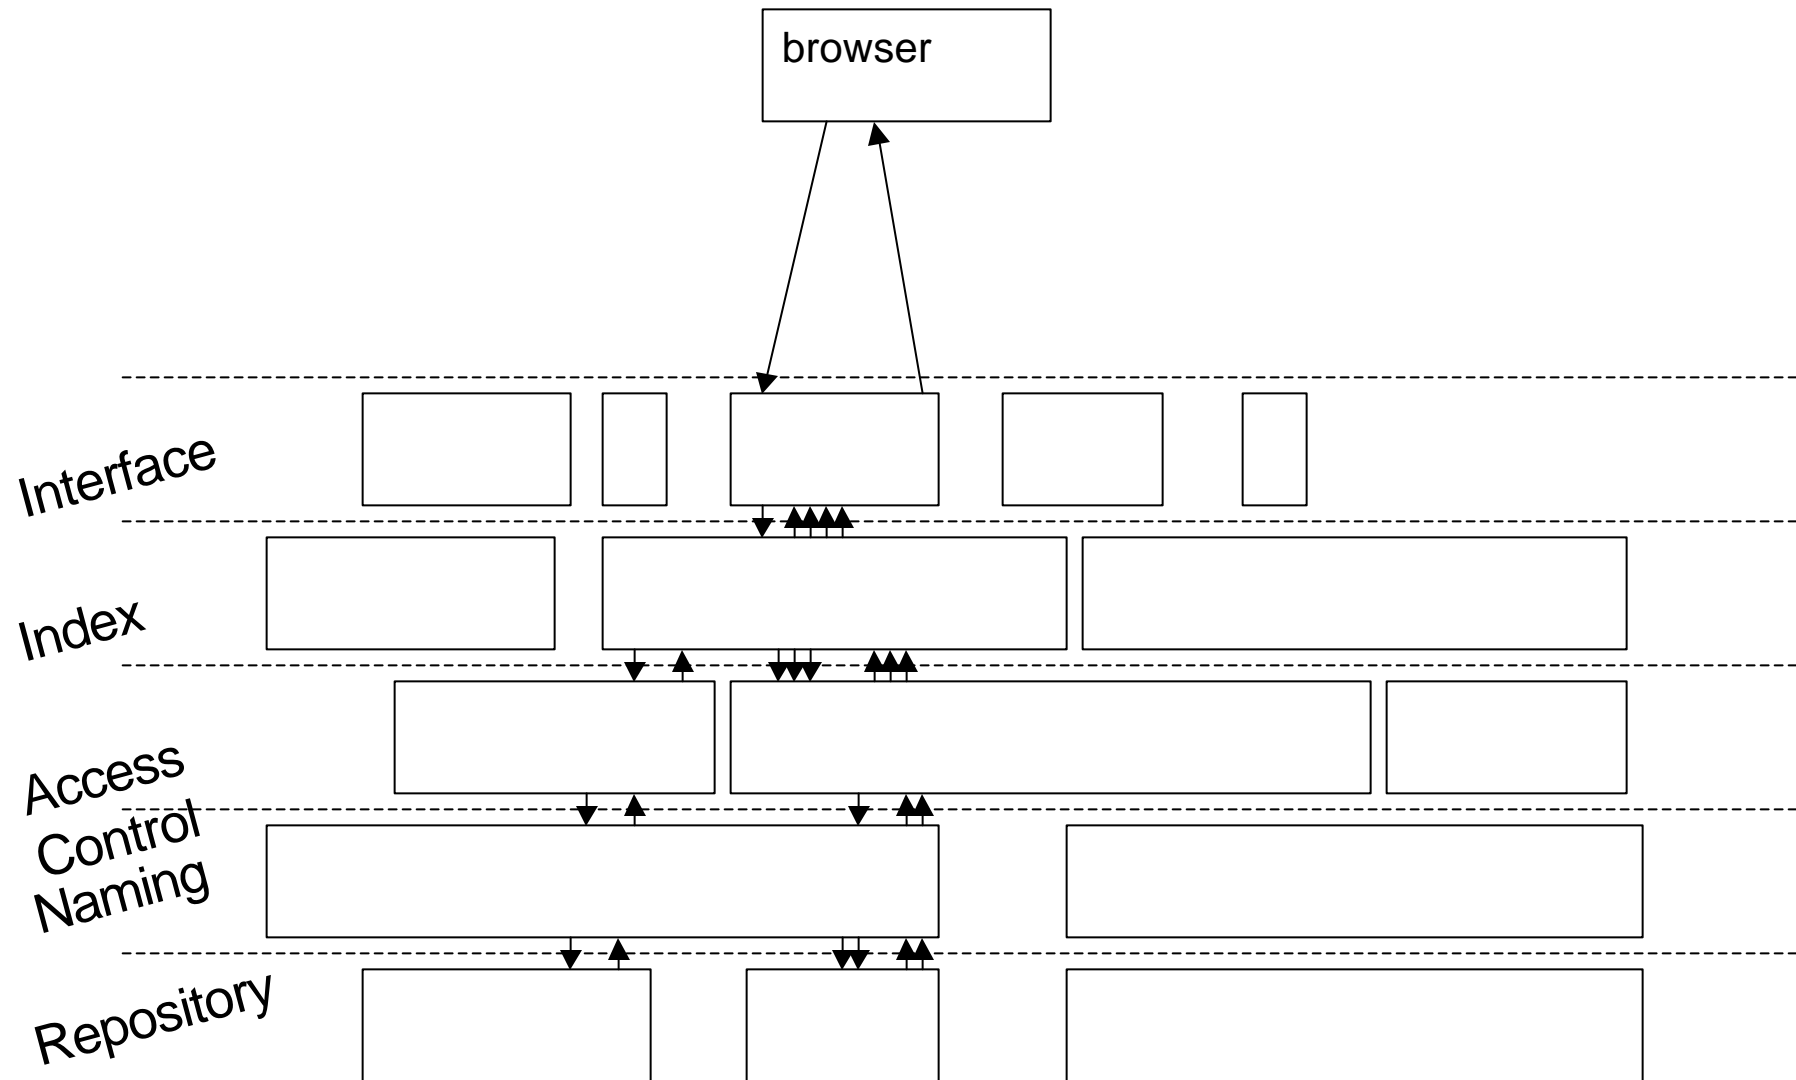 browser
Interface
Index
Access
Control
Naming
Repository